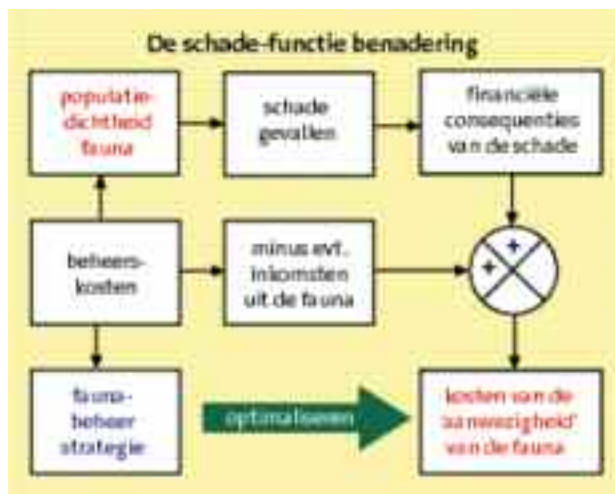 De schade-functie benadering
populatie-
dichtheid
fauna
schade
gevallen
financiële
consequenties
van de schade
beheers-
kosten
minus evt.
inkomsten
uit de fauna
+
+
fauna-
beheer
strategie
optimaliseren
kosten van de
'aanwezigheid'
van de fauna